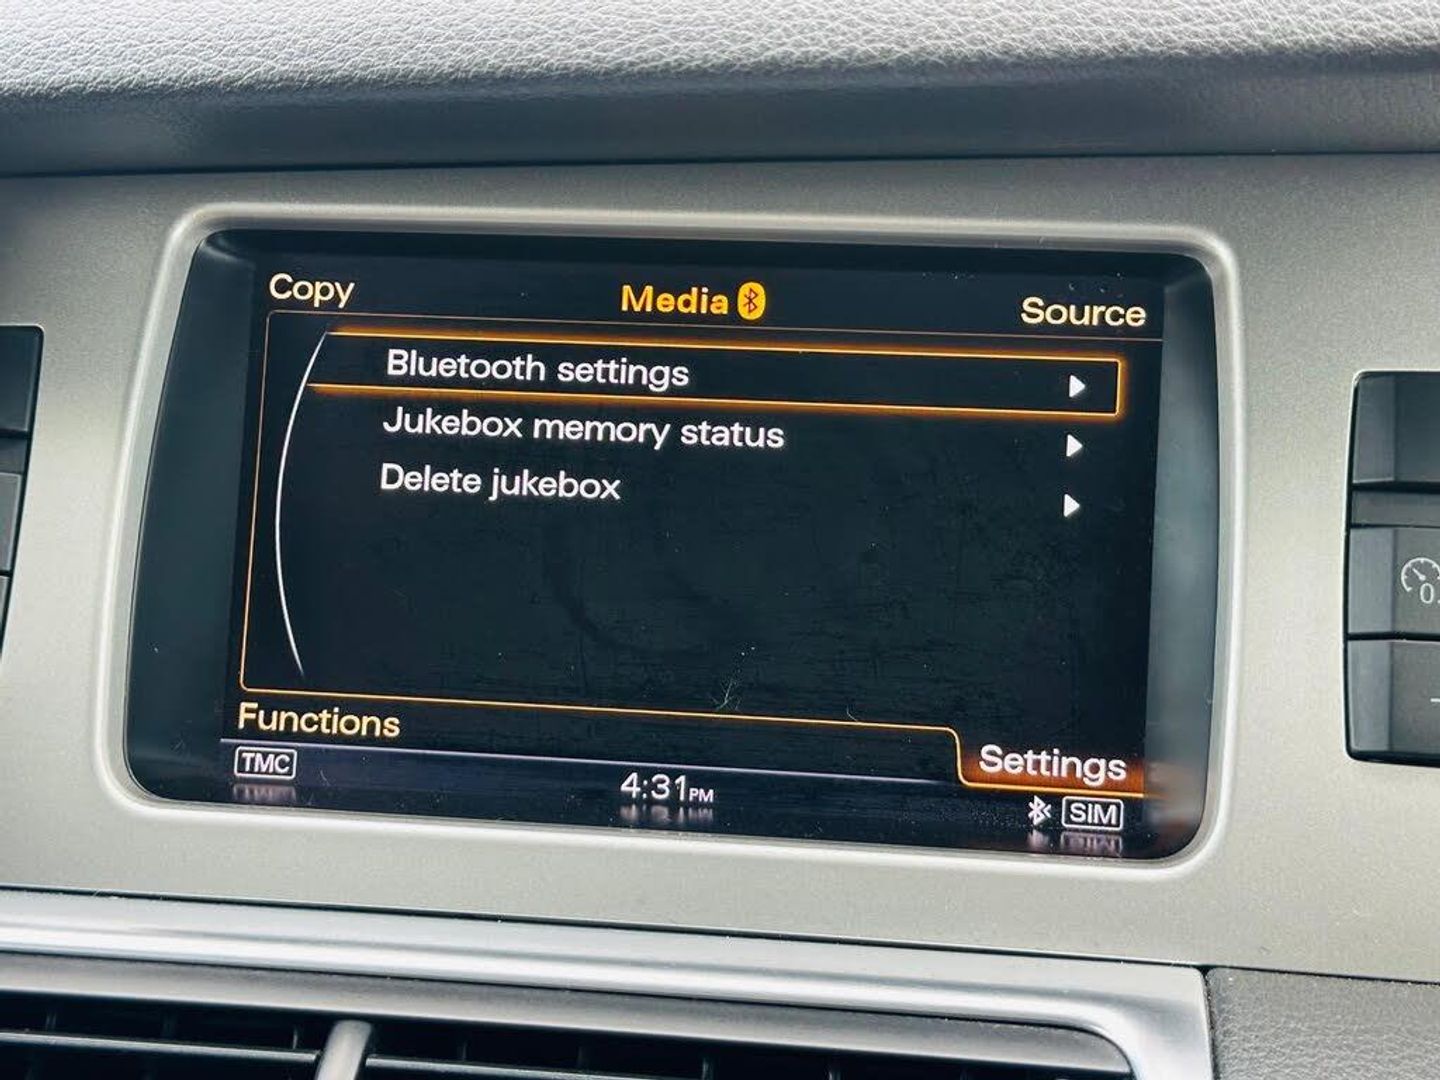 Copy
Media
Source
Bluetooth settings
Jukebox memory status
Delete jukebox
Functions
Settings
TMC
4:31PM
SIM